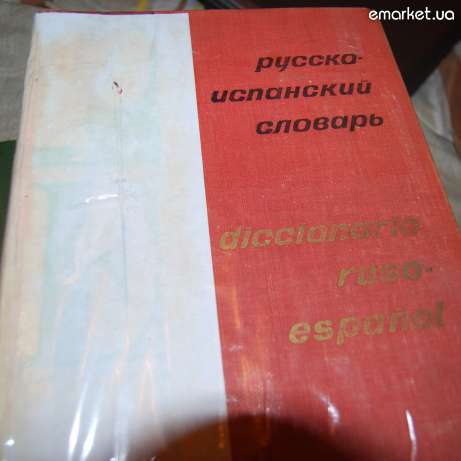 emarket.ua
русско-
испанский
словарь
diccionario
ruso-
español